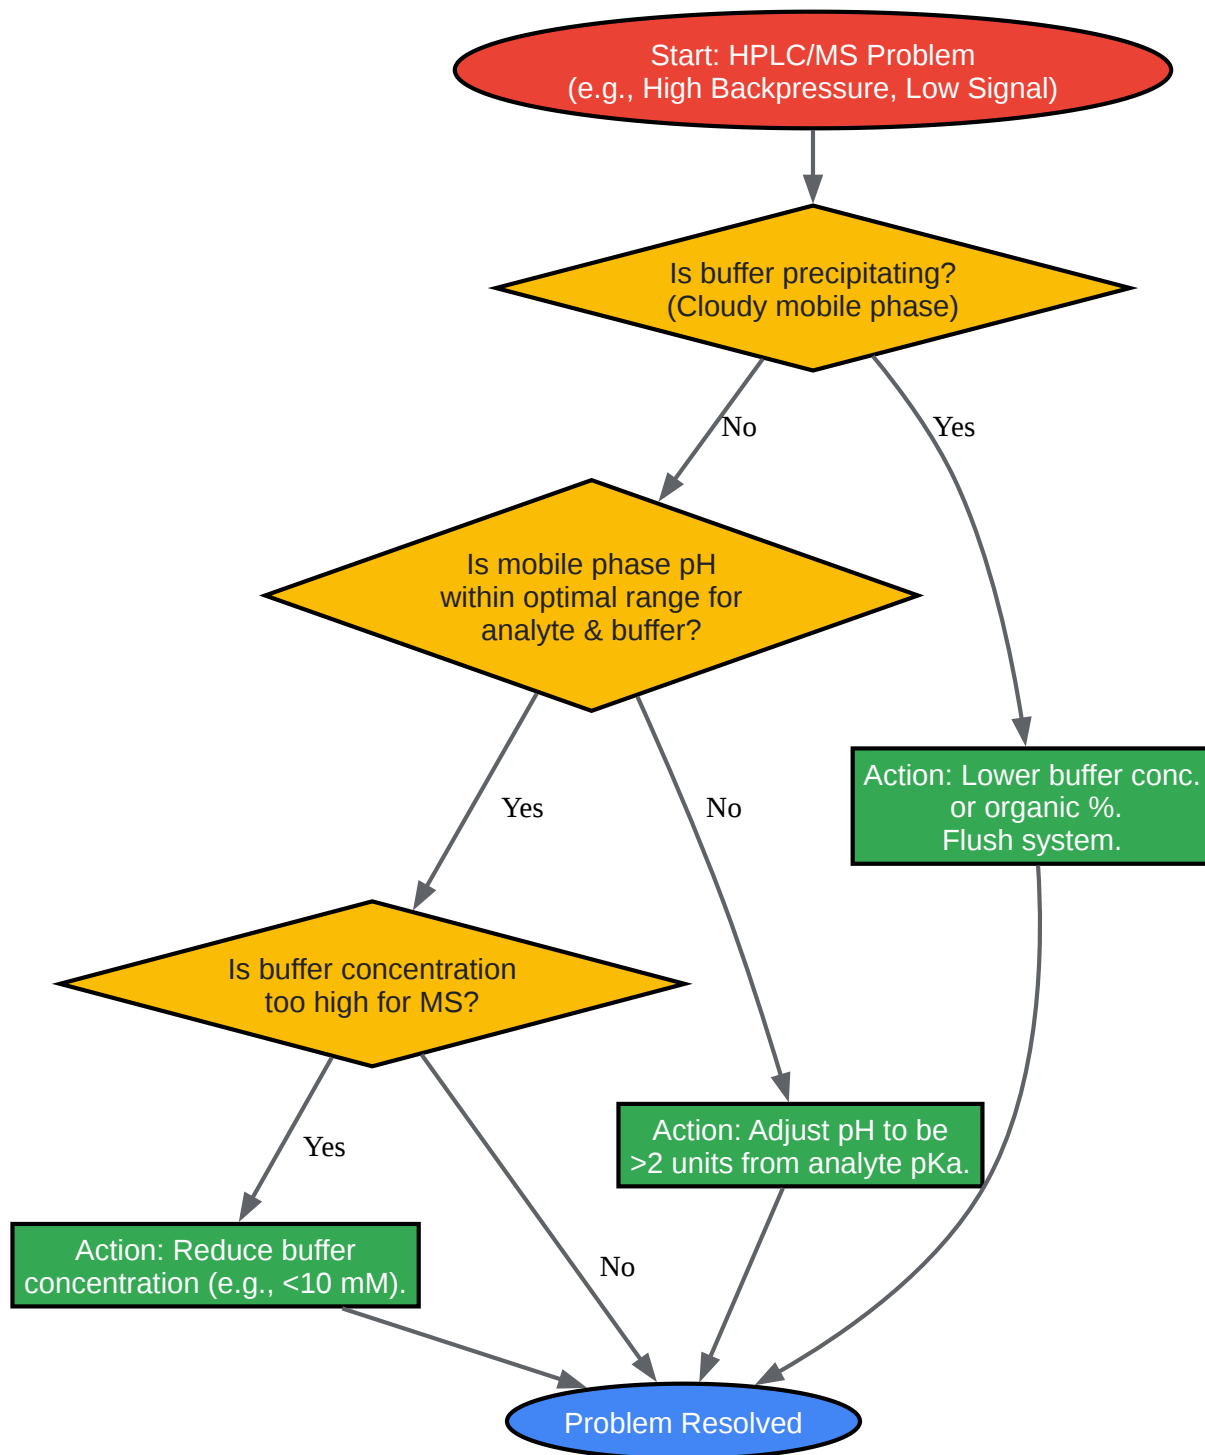 Start: HPLC/MS Problem
(e.g., High Backpressure, Low Signal)
Is buffer precipitating?
(Cloudy mobile phase)
No
Yes
Is mobile phase pH
within optimal range for
analyte & buffer?
Action: Lower buffer conc.
or organic %.
Flush system.
Yes
No
Is buffer concentration
too high for MS?
Action: Adjust pH to be
>2 units from analyte pKa.
Yes
No
Action: Reduce buffer
concentration (e.g., <10 mM).
Problem Resolved